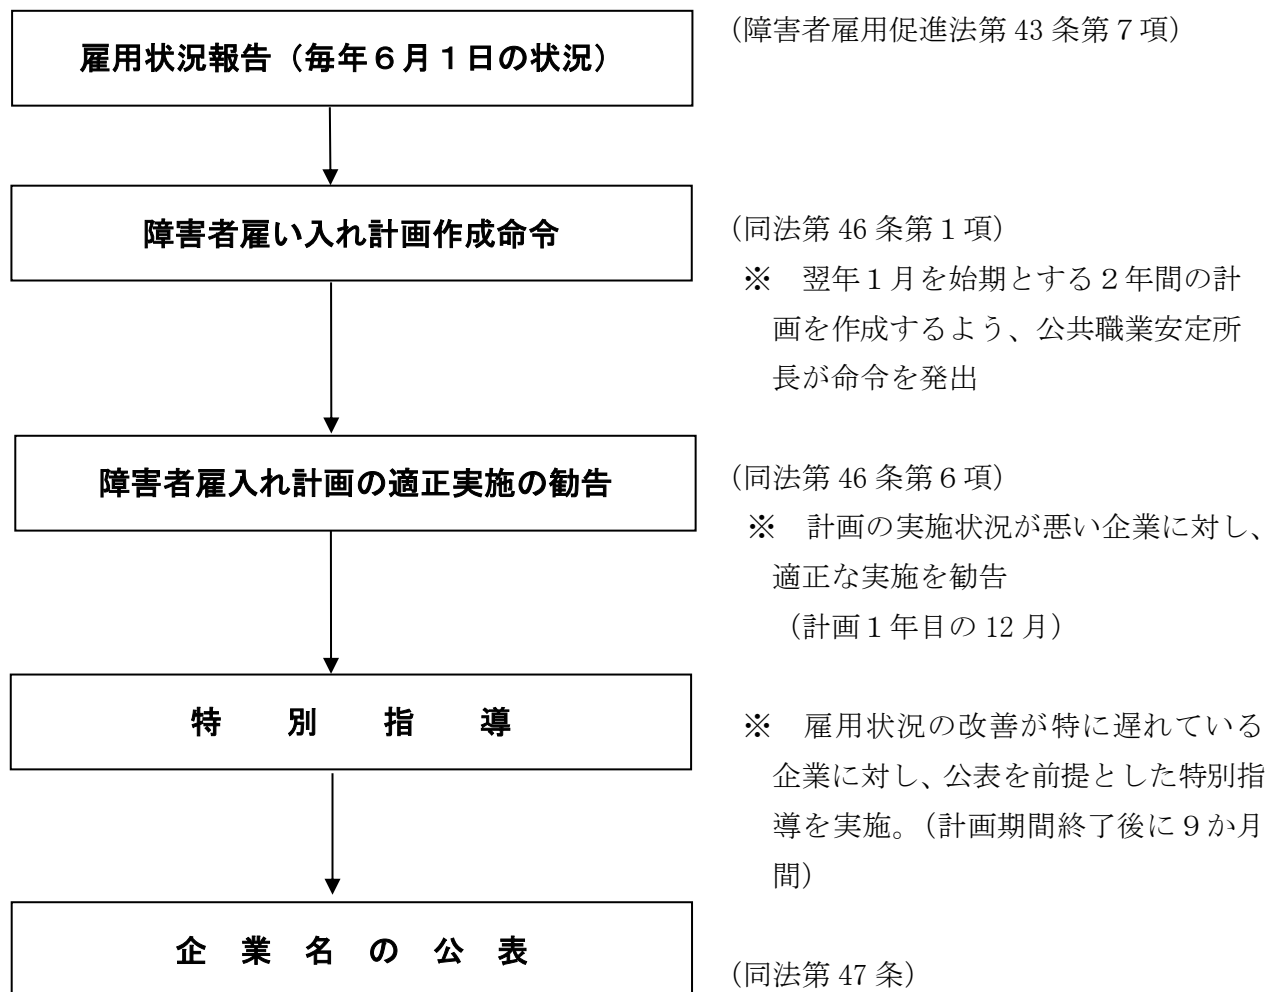 雇用状況報告（毎年６月１日の状況）
（障害者雇用促進法第 43 条第７項）
障害者雇い入れ計画作成命令
（同法第 46 条第１項）
※　翌年１月を始期とする２年間の計
画を作成するよう、公共職業安定所
長が命令を発出
障害者雇入れ計画の適正実施の勧告
（同法第 46 条第６項）
※　計画の実施状況が悪い企業に対し、
適正な実施を勧告
（計画１年目の 12 月）
特　別　指　導
※　雇用状況の改善が特に遅れている
企業に対し、公表を前提とした特別指
導を実施。（計画期間終了後に９か月
間）
企　業　名　の　公　表
（同法第 47 条）